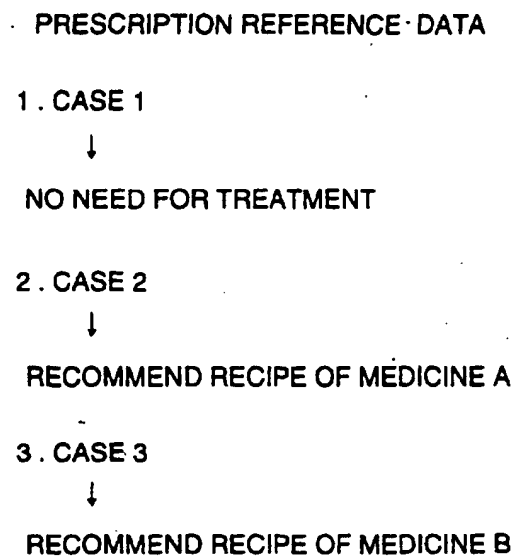 PRESCRIPTION REFERENCE DATA
1 . CASE 1
↓
NO NEED FOR TREATMENT
2 . CASE 2
↓
RECOMMEND RECIPE OF MEDICINE A
3 . CASE 3
↓
RECOMMEND RECIPE OF MEDICINE B